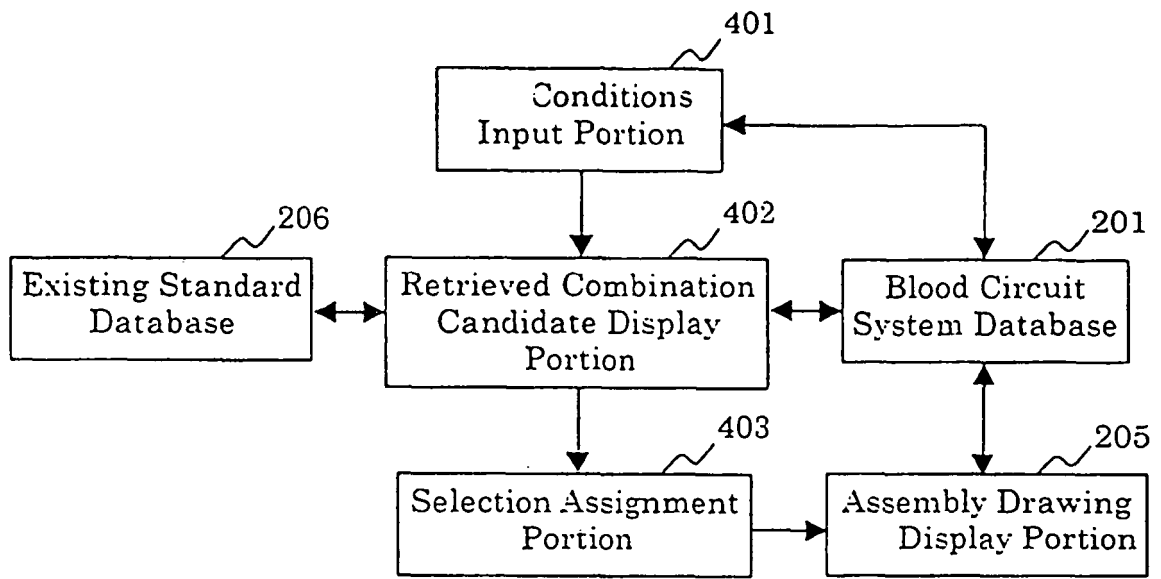 401
Conditions
Input Portion
206
402
201
Existing Standard
Database
Retrieved Combination
Candidate Display
Portion
Blood Circuit
System Database
403
205
Selection Assignment
Portion
Assembly Drawing
Display Portion